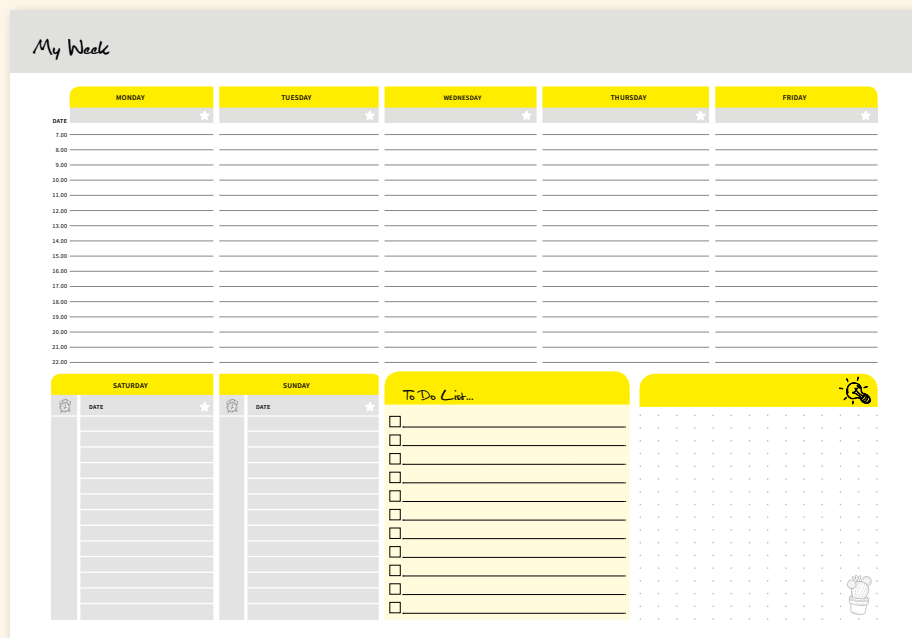 My Week
MONDAY TUESDAY WEDNESDAY THURSDAY FRIDAY
DATE
7.00
8.00
9.00
10.00
11.00
12.00
13.00
14.00
15.00
16.00
17.00
18.00
19.00
20.00
21.00
22.00
SATURDAY SUNDAY
DATE DATE
To Do List...